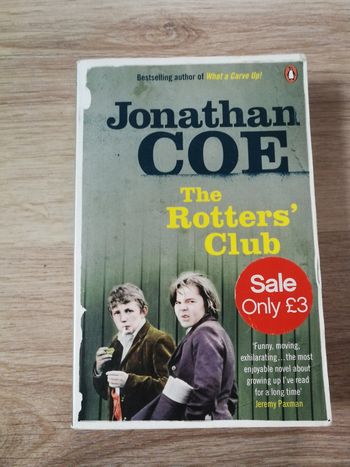 Bestselling author of What a Carve Up!
Jonathan
COE
The
Rotters'
Club
Sale
Only £3
'Funny, moving,
exhilarating...the most
enjoyable novel about
growing up I've read
for a long time'
Jeremy Paxman